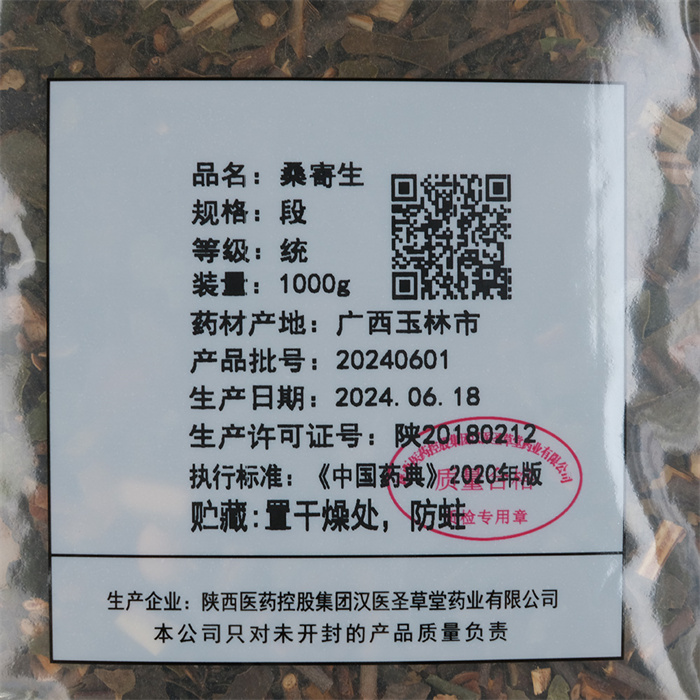 品名：桑寄生
规格：段
等级：统
装量：1000g
药材产地：广西玉林市
产品批号：20240601
生产日期：2024.06.18
生产许可证号：陕20180212
执行标准：《中国药典》2020年版
贮藏:置干燥处，防蛀
质量合格
质检专用章
生产企业：陕西医药控股集团汉医圣草堂药业有限公司
本公司只对未开封的产品质量负责